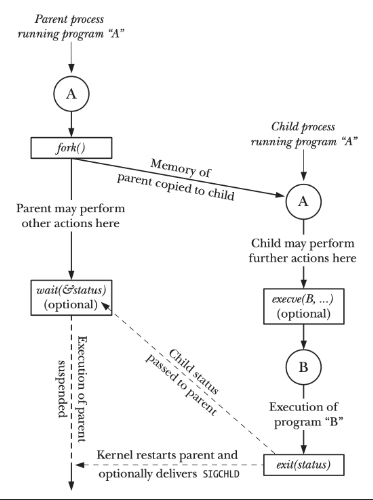 Parent process
running program “A”
A
fork()
Memory of
parent copied to child
Child process
running program “A”
A
Parent may perform
other actions here
Child may perform
further actions here
wait(&status)
(optional)
execve(B, ...)
(optional)
B
Execution of parent
suspended
Child status
passed to parent
Execution of
program “B”
Kernel restarts parent and
optionally delivers SIGCHLD
exit(status)